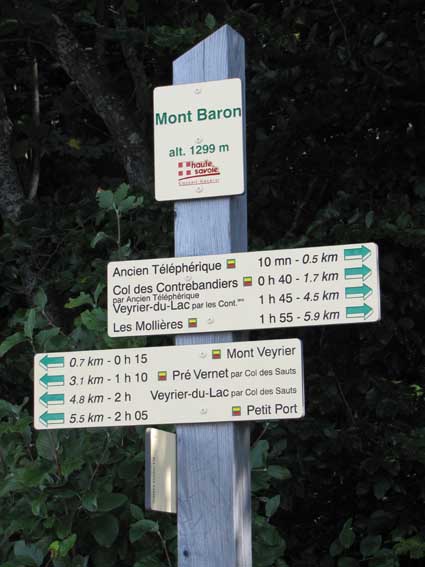 Mont Baron
alt. 1299 m
haute
savoie
Conseil Général
Ancien Téléphérique 10 mn - 0.5 km
Col des Contrebandiers 0 h 40 - 1.7 km
par Ancien Téléphérique
Veyrier-du-Lac par les Cont.ers 1 h 45 - 4.5 km
Les Mollières 1 h 55 - 5.9 km
0.7 km - 0 h 15 Mont Veyrier
3.1 km - 1 h 10 Pré Vernet par Col des Sauts
4.8 km - 2 h Veyrier-du-Lac par Col des Sauts
5.5 km - 2 h 05 Petit Port